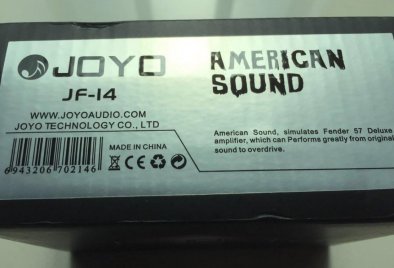 JOYO
JF-14
WWW.JOYOAUDIO.COM
JOYO TECHNOLOGY CO., LTD
MADE IN CHINA
6943206702146
AMERICAN
SOUND
American Sound, simulates Fender 57 Deluxe
amplifier, which can Performs greatly from original
sound to overdrive.